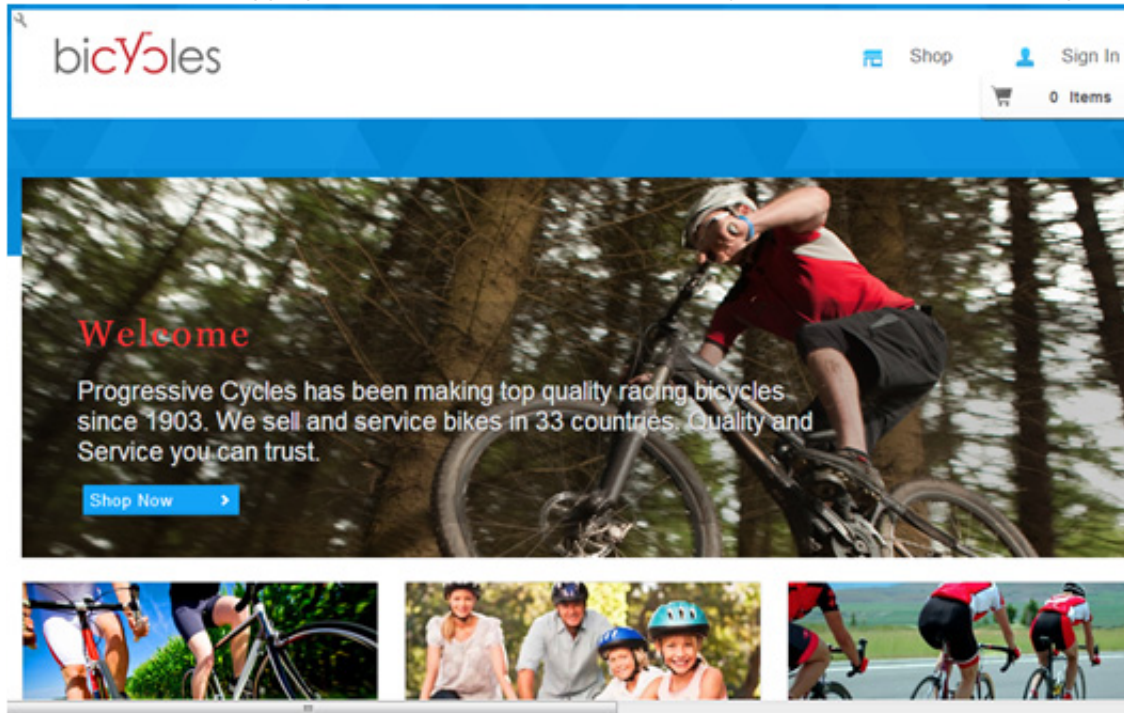 bicycles
Shop
Sign In
0 Items
Welcome
Progressive Cycles has been making top quality racing bicycles
since 1903. We sell and service bikes in 33 countries. Quality and
Service you can trust.
Shop Now